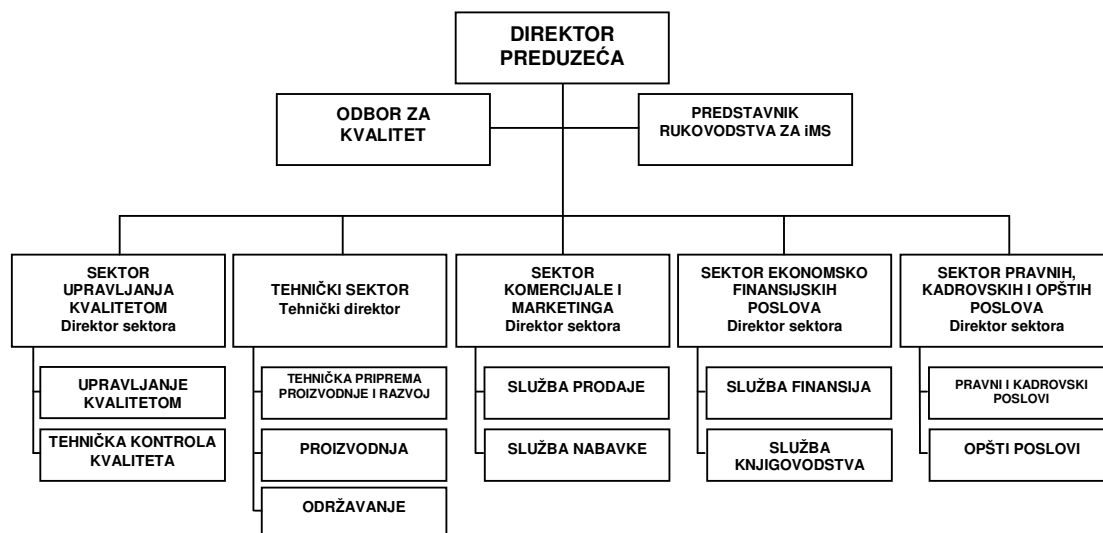 DIREKTOR
PREDUZEĆA
ODBOR ZA
KVALITET
PREDSTAVNIK
RUKOVODSTVA ZA iMS
SEKTOR
UPRAVLJANJA
KVALITETOM
Direktor sektora
TEHNIČKI SEKTOR
Tehnički direktor
SEKTOR
KOMERCIJALE I
MARKETINGA
Direktor sektora
SEKTOR EKONOMSKO
FINANSIJSKIH
POSLOVA
Direktor sektora
SEKTOR PRAVNIH,
KADROVSKIH I OPŠTIH
POSLOVA
Direktor sektora
UPRAVLJANJE
KVALITETOM
TEHNIČKA KONTROLA
KVALITETA
TEHNIČKA PRIPREMA
PROIZVODNJE I RAZVOJ
PROIZVODNJA
ODRŽAVANJE
SLUŽBA PRODAJE
SLUŽBA NABAVKE
SLUŽBA FINANSIJA
SLUŽBA
KNJIGOVODSTVA
PRAVNI I KADROVSKI
POSLOVI
OPŠTI POSLOVI